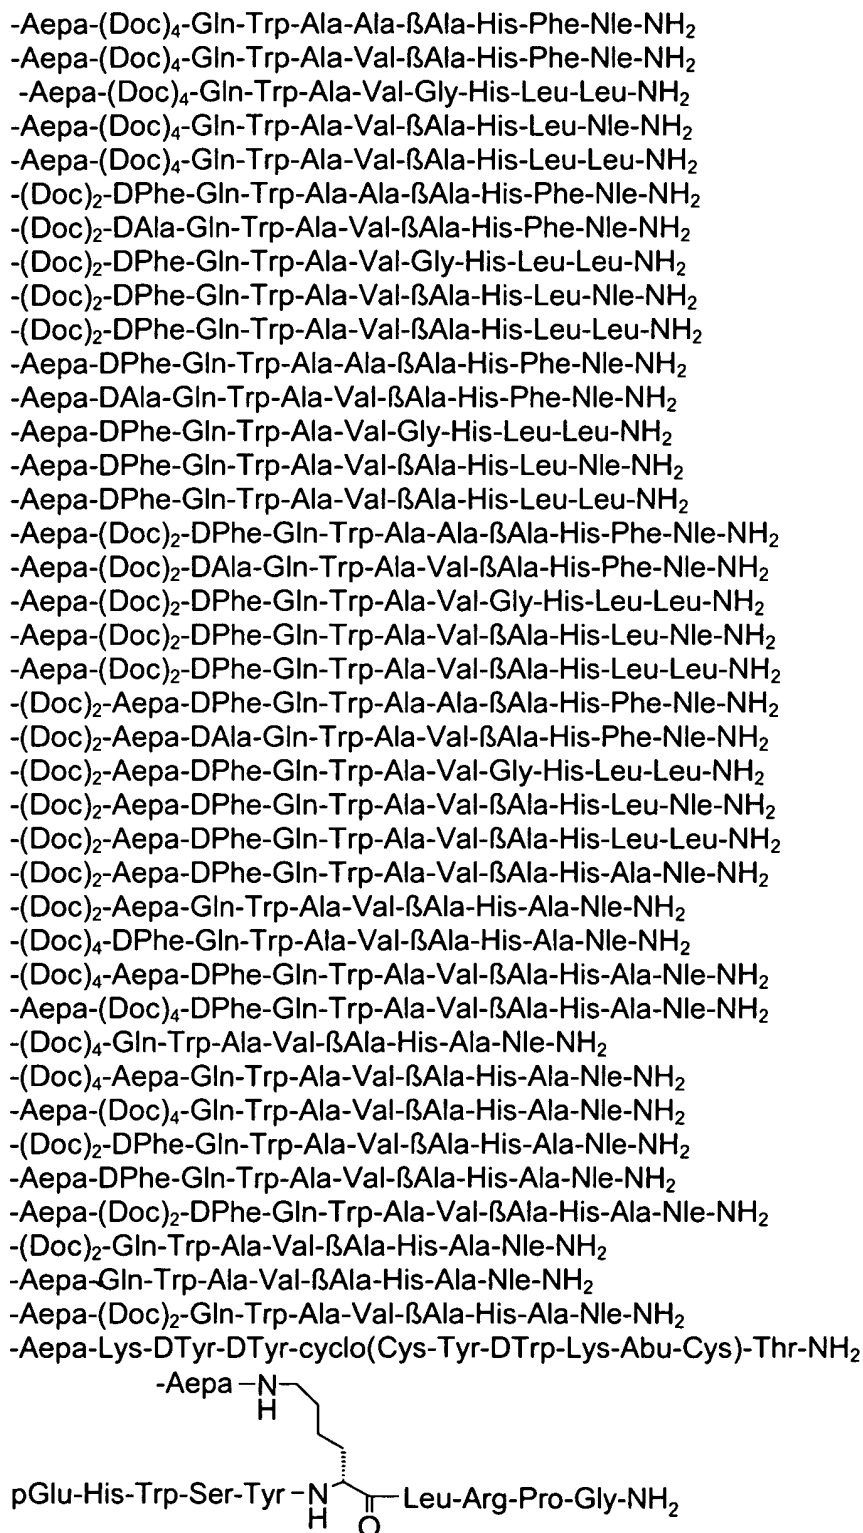 -Aepa-(Doc)₄-Gln-Trp-Ala-Ala-ßAla-His-Phe-Nle-NH₂
-Aepa-(Doc)₄-Gln-Trp-Ala-Val-ßAla-His-Phe-Nle-NH₂
-Aepa-(Doc)₄-Gln-Trp-Ala-Val-Gly-His-Leu-Leu-NH₂
-Aepa-(Doc)₄-Gln-Trp-Ala-Val-ßAla-His-Leu-Nle-NH₂
-Aepa-(Doc)₄-Gln-Trp-Ala-Val-ßAla-His-Leu-Leu-NH₂
-(Doc)₂-DPhe-Gln-Trp-Ala-Ala-ßAla-His-Phe-Nle-NH₂
-(Doc)₂-DAla-Gln-Trp-Ala-Val-ßAla-His-Phe-Nle-NH₂
-(Doc)₂-DPhe-Gln-Trp-Ala-Val-Gly-His-Leu-Leu-NH₂
-(Doc)₂-DPhe-Gln-Trp-Ala-Val-ßAla-His-Leu-Nle-NH₂
-(Doc)₂-DPhe-Gln-Trp-Ala-Val-ßAla-His-Leu-Leu-NH₂
-Aepa-DPhe-Gln-Trp-Ala-Ala-ßAla-His-Phe-Nle-NH₂
-Aepa-DAla-Gln-Trp-Ala-Val-ßAla-His-Phe-Nle-NH₂
-Aepa-DPhe-Gln-Trp-Ala-Val-Gly-His-Leu-Leu-NH₂
-Aepa-DPhe-Gln-Trp-Ala-Val-ßAla-His-Leu-Nle-NH₂
-Aepa-DPhe-Gln-Trp-Ala-Val-ßAla-His-Leu-Leu-NH₂
-Aepa-(Doc)₂-DPhe-Gln-Trp-Ala-Ala-ßAla-His-Phe-Nle-NH₂
-Aepa-(Doc)₂-DAla-Gln-Trp-Ala-Val-ßAla-His-Phe-Nle-NH₂
-Aepa-(Doc)₂-DPhe-Gln-Trp-Ala-Val-Gly-His-Leu-Leu-NH₂
-Aepa-(Doc)₂-DPhe-Gln-Trp-Ala-Val-ßAla-His-Leu-Nle-NH₂
-Aepa-(Doc)₂-DPhe-Gln-Trp-Ala-Val-ßAla-His-Leu-Leu-NH₂
-(Doc)₂-Aepa-DPhe-Gln-Trp-Ala-Ala-ßAla-His-Phe-Nle-NH₂
-(Doc)₂-Aepa-DAla-Gln-Trp-Ala-Val-ßAla-His-Phe-Nle-NH₂
-(Doc)₂-Aepa-DPhe-Gln-Trp-Ala-Val-Gly-His-Leu-Leu-NH₂
-(Doc)₂-Aepa-DPhe-Gln-Trp-Ala-Val-ßAla-His-Leu-Nle-NH₂
-(Doc)₂-Aepa-DPhe-Gln-Trp-Ala-Val-ßAla-His-Leu-Leu-NH₂
-(Doc)₂-Aepa-DPhe-Gln-Trp-Ala-Val-ßAla-His-Ala-Nle-NH₂
-(Doc)₂-Aepa-Gln-Trp-Ala-Val-ßAla-His-Ala-Nle-NH₂
-(Doc)₄-DPhe-Gln-Trp-Ala-Val-ßAla-His-Ala-Nle-NH₂
-(Doc)₄-Aepa-DPhe-Gln-Trp-Ala-Val-ßAla-His-Ala-Nle-NH₂
-Aepa-(Doc)₄-DPhe-Gln-Trp-Ala-Val-ßAla-His-Ala-Nle-NH₂
-(Doc)₄-Gln-Trp-Ala-Val-ßAla-His-Ala-Nle-NH₂
-(Doc)₄-Aepa-Gln-Trp-Ala-Val-ßAla-His-Ala-Nle-NH₂
-Aepa-(Doc)₄-Gln-Trp-Ala-Val-ßAla-His-Ala-Nle-NH₂
-(Doc)₂-DPhe-Gln-Trp-Ala-Val-ßAla-His-Ala-Nle-NH₂
-Aepa-DPhe-Gln-Trp-Ala-Val-ßAla-His-Ala-Nle-NH₂
-Aepa-(Doc)₂-DPhe-Gln-Trp-Ala-Val-ßAla-His-Ala-Nle-NH₂
-(Doc)₂-Gln-Trp-Ala-Val-ßAla-His-Ala-Nle-NH₂
-Aepa-Gln-Trp-Ala-Val-ßAla-His-Ala-Nle-NH₂
-Aepa-(Doc)₂-Gln-Trp-Ala-Val-ßAla-His-Ala-Nle-NH₂
-Aepa-Lys-DTyr-DTyr-cyclo(Cys-Tyr-DTrp-Lys-Abu-Cys)-Thr-NH₂
-Aepa-N
H
pGlu-His-Trp-Ser-Tyr-N Leu-Arg-Pro-Gly-NH₂
H O